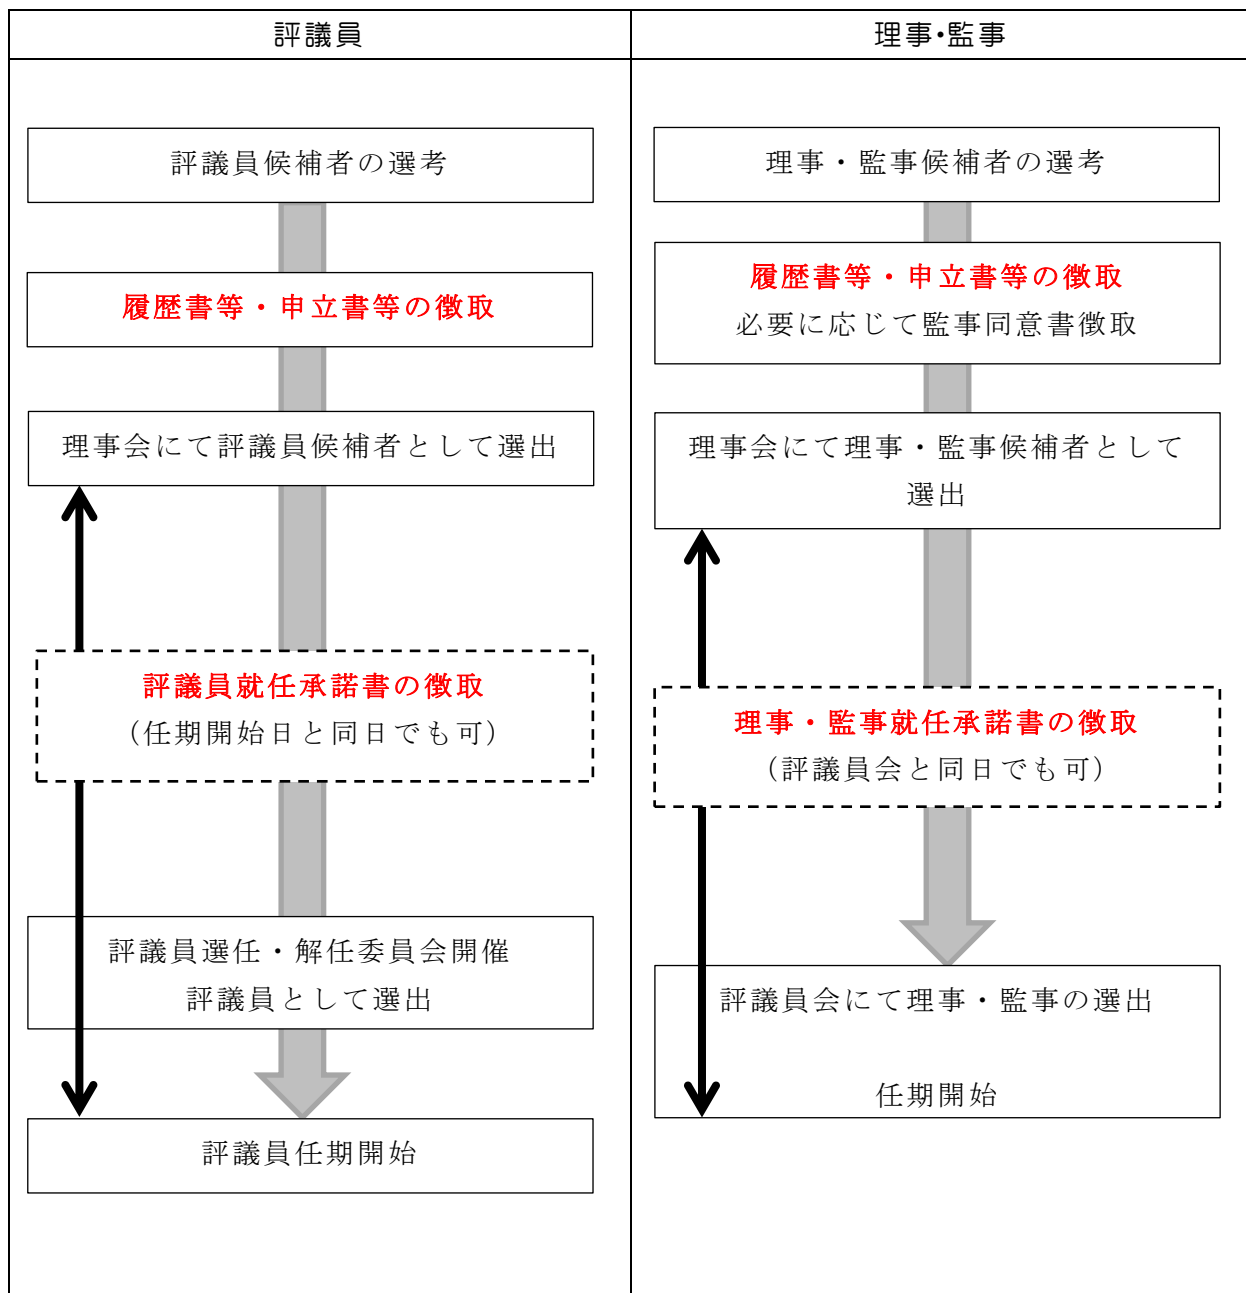 評議員
評議員候補者の選考
履歴書等・申立書等の徴取
理事会にて評議員候補者として選出
評議員就任承諾書の徴取
（任期開始日と同日でも可）
評議員選任・解任委員会開催
評議員として選出
評議員任期開始
理事・監事
理事・監事候補者の選考
履歴書等・申立書等の徴取
必要に応じて監事同意書徴取
理事会にて理事・監事候補者として
選出
理事・監事就任承諾書の徴取
（評議員会と同日でも可）
評議員会にて理事・監事の選出
任期開始